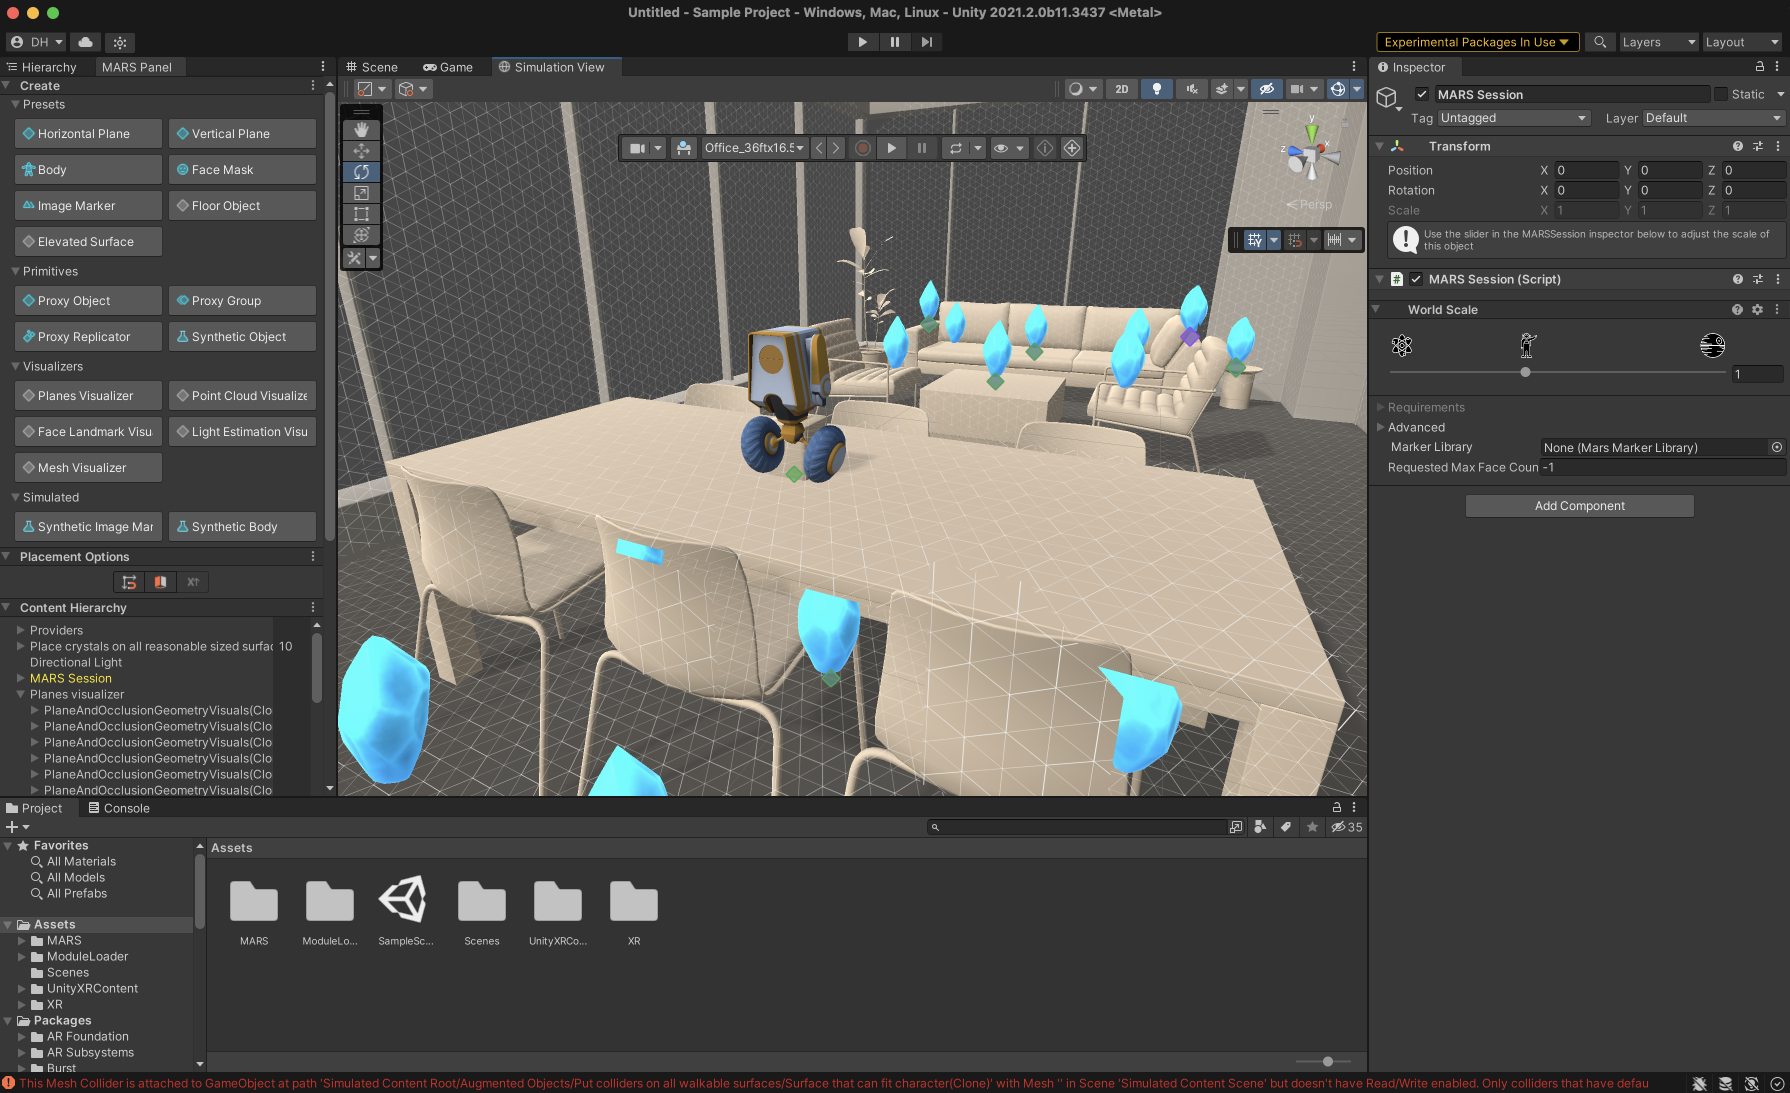 Untitled - Sample Project - Windows, Mac, Linux - Unity 2021.2.0b11.3437 <Metal>
DH
Experimental Packages In Use
Layers
Layout
Hierarchy
MARS Panel
Create
Presets
Horizontal Plane
Vertical Plane
Body
Face Mask
Image Marker
Floor Object
Elevated Surface
Primitives
Proxy Object
Proxy Group
Proxy Replicator
Synthetic Object
Visualizers
Planes Visualizer
Point Cloud Visualize
Face Landmark Visu
Light Estimation Visu
Mesh Visualizer
Simulated
Synthetic Image Mar
Synthetic Body
Placement Options
Content Hierarchy
Providers
Place crystals on all reasonable sized surfac 10
Directional Light
MARS Session
Planes visualizer
PlaneAndOcclusionGeometryVisuals(Clo
PlaneAndOcclusionGeometryVisuals(Clo
PlaneAndOcclusionGeometryVisuals(Clo
PlaneAndOcclusionGeometryVisuals(Clo
PlaneAndOcclusionGeometryVisuals(Clo
PlaneAndOcclusionGeometryVisuals(Clo
Scene
Game
Simulation View
2D
Office_36ftx16.5
y
x
z
Persp
Inspector
MARS Session
Static
Tag Untagged
Layer Default
Transform
Position X 0 Y 0 Z 0
Rotation X 0 Y 0 Z 0
Scale X 1 Y 1 Z 1
Use the slider in the MARSSession inspector below to adjust the scale of
this object
# MARS Session (Script)
World Scale
1
Requirements
Advanced
Marker Library None (Mars Marker Library)
Requested Max Face Coun -1
Add Component
Project
Console
35
Favorites
All Materials
All Models
All Prefabs
Assets
MARS
ModuleLoader
Scenes
UnityXRContent
XR
Packages
AR Foundation
AR Subsystems
Burst
Assets
MARS
ModuleLo...
SampleSc...
Scenes
UnityXRCo...
XR
This Mesh Collider is attached to GameObject at path 'Simulated Content Root/Augmented Objects/Put colliders on all walkable surfaces/Surface that can fit character(Clone)' with Mesh '' in Scene 'Simulated Content Scene' but doesn't have Read/Write enabled. Only colliders that have defau